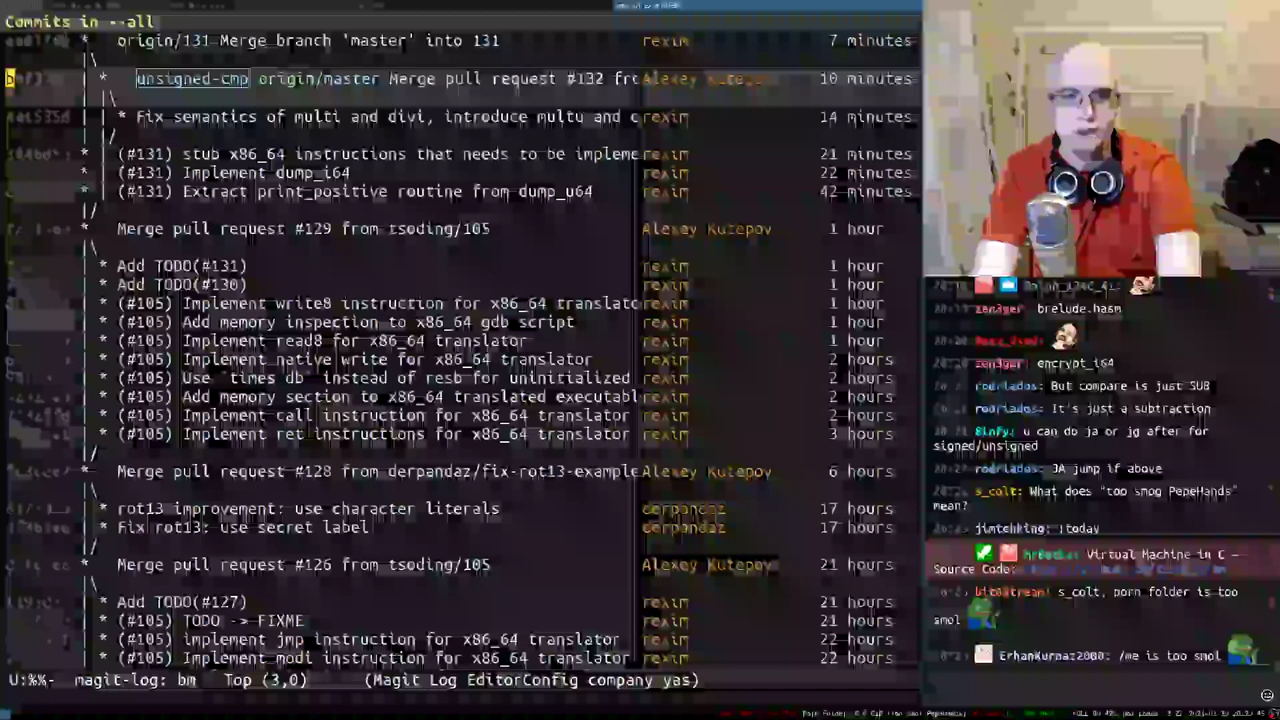 Commits in --all
* origin/131 Merge branch 'master' into 131 rexim 7 minutes
* unsigned-cmp origin/master Merge pull request #132 fro Alexey Kutepov 10 minutes
* Fix semantics of multi and divi, introduce multu and rexim 14 minutes
* (#131) stub x86_64 instructions that needs to be impleme rexim 21 minutes
* (#131) Implement dump_i64 rexim 22 minutes
* (#131) Extract print_positive routine from dump_u64 rexim 42 minutes
* Merge pull request #129 from tsoding/105 Alexey Kutepov 1 hour
* Add TODO(#131) rexim 1 hour
* Add TODO(#130) rexim 1 hour
* (#105) Implement write8 instruction for x86_64 translato rexim 1 hour
* (#105) Add memory inspection to x86_64 gdb script rexim 1 hour
* (#105) Implement read8 for x86_64 translator rexim 1 hour
* (#105) Implement write for x86_64 translator rexim 2 hours
* (#105) Use times db instead of resb for uninitialized rexim 2 hours
* (#105) Add memory to x86_64 translated executabl rexim 2 hours
* (#105) Implement call instruction for x86_64 translator rexim 2 hours
* (#105) Implement ret instructions for x86_64 translator rexim 3 hours
* Merge pull request #128 from derpandaz/fix-rot13-example Alexey Kutepov 6 hours
* rot13 improvement: use character literals derpandaz 17 hours
* Fix rot13: use secret label derpandaz 17 hours
* Merge pull request #126 from tsoding/105 Alexey Kutepov 21 hours
* Add TODO(#127) rexim 21 hours
* (#105) TODO -> FIXME rexim 21 hours
* (#105) implement jmp instruction for x86_64 translator rexim 22 hours
* (#105) Implement addi instruction for x86_64 translator rexim 22 hours
U:%%- magit-log: bm Top (3,0) (Magit Log EditorConfig company yas)
zen3ger brelude.hasm
zen3ger encrypt_i64
rodrlados: But compare is just SUB
rodrlados: It's just a subtraction
8infy: u can do ja or jg after for
signed/unsigned
rodrlados: JA jump if above
s_colt: What does "too smog PepeHands"
mean?
jimtchking: !today
Virtual Machine in C –
Source Code:
bitostream: s_colt, porn folder is too
smol
ErhanKurnaz2000: /me is too smol